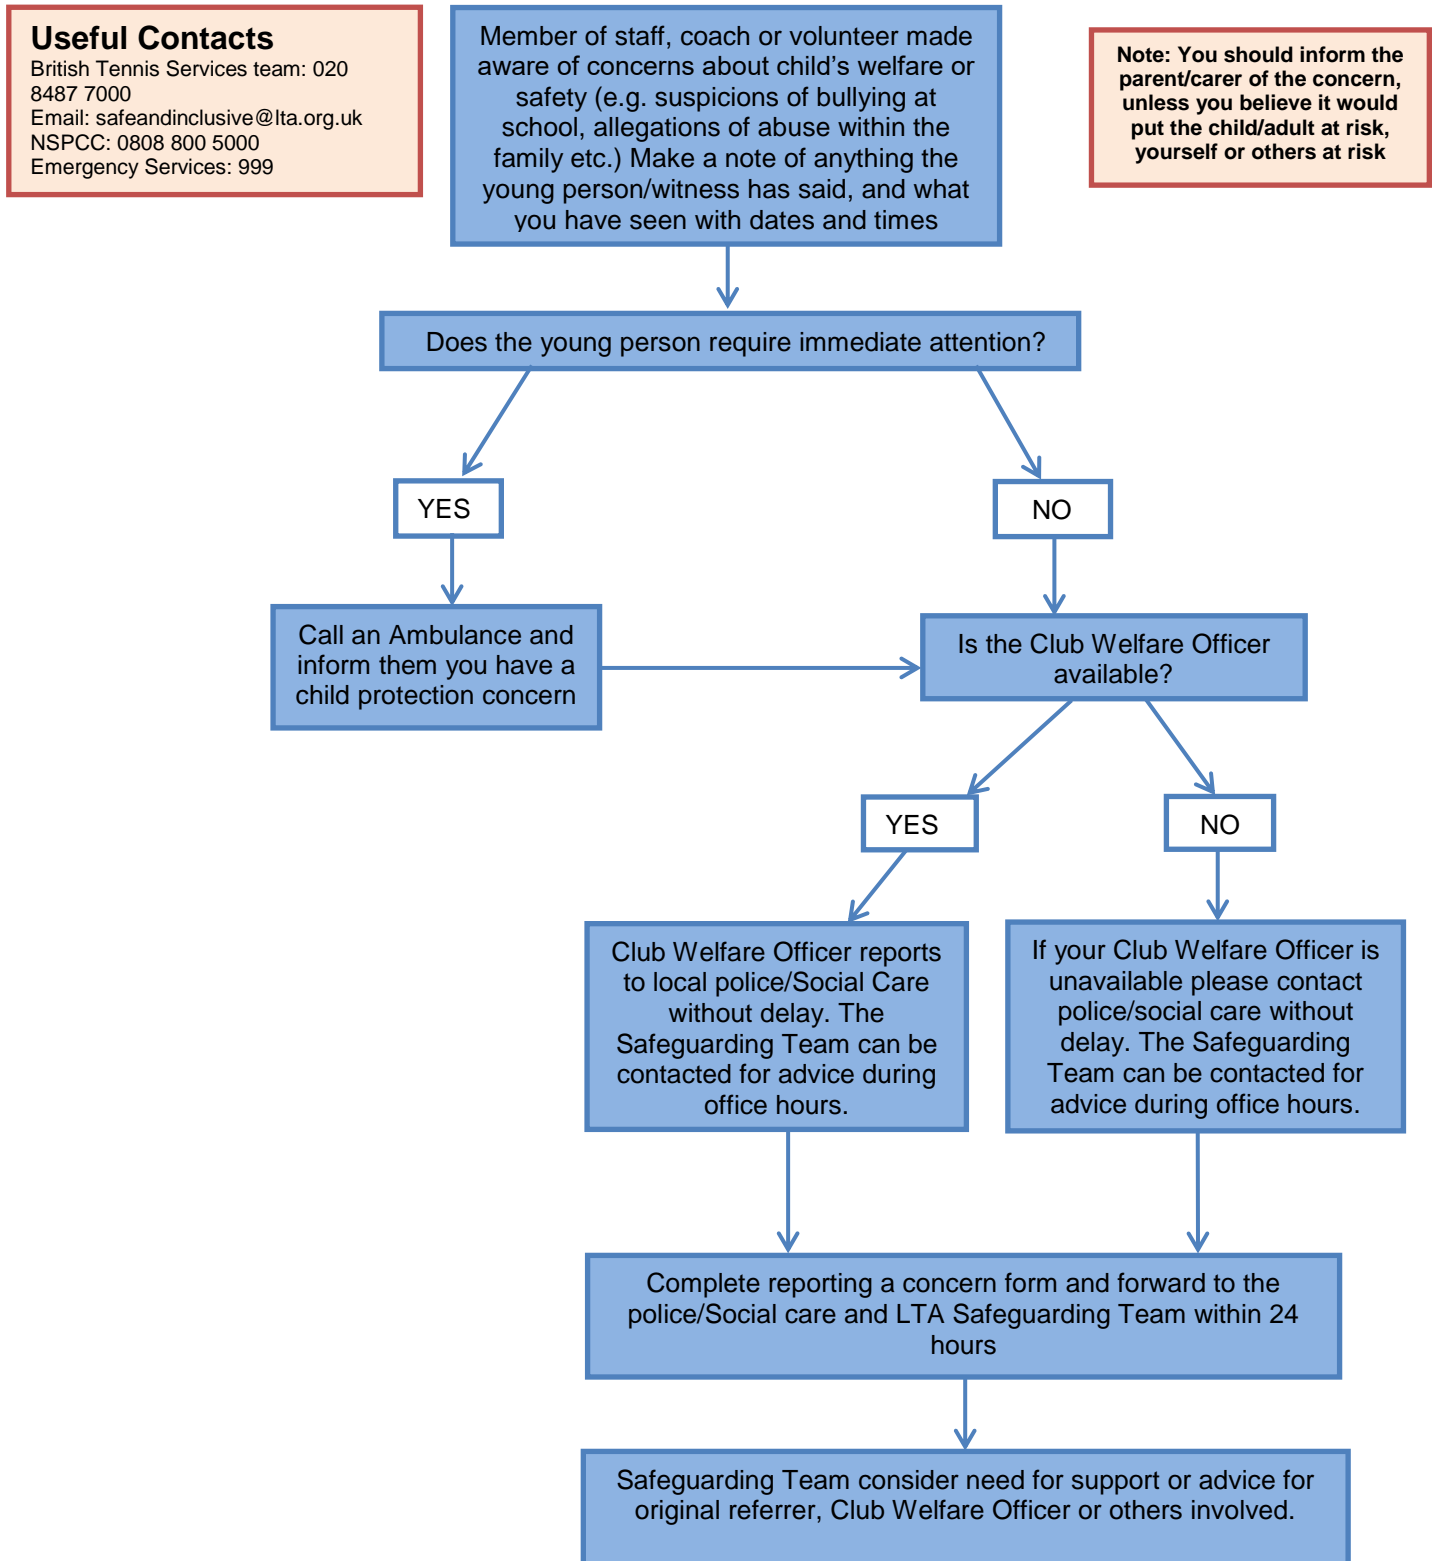 Useful Contacts
British Tennis Services team: 020
8487 7000
Email: safeandinclusive@lta.org.uk
NSPCC: 0808 800 5000
Emergency Services: 999
Member of staff, coach or volunteer made
aware of concerns about child's welfare or
safety (e.g. suspicions of bullying at
school, allegations of abuse within the
family etc.) Make a note of anything the
young person/witness has said, and what
you have seen with dates and times
Note: You should inform the
parent/carer of the concern,
unless you believe it would
put the child/adult at risk,
yourself or others at risk
Does the young person require immediate attention?
YES
NO
Call an Ambulance and
inform them you have a
child protection concern
Is the Club Welfare Officer
available?
YES
NO
Club Welfare Officer reports
to local police/Social Care
without delay. The
Safeguarding Team can be
contacted for advice during
office hours.
If your Club Welfare Officer is
unavailable please contact
police/social care without
delay. The Safeguarding
Team can be contacted for
advice during office hours.
Complete reporting a concern form and forward to the
police/Social care and LTA Safeguarding Team within 24
hours
Safeguarding Team consider need for support or advice for
original referrer, Club Welfare Officer or others involved.